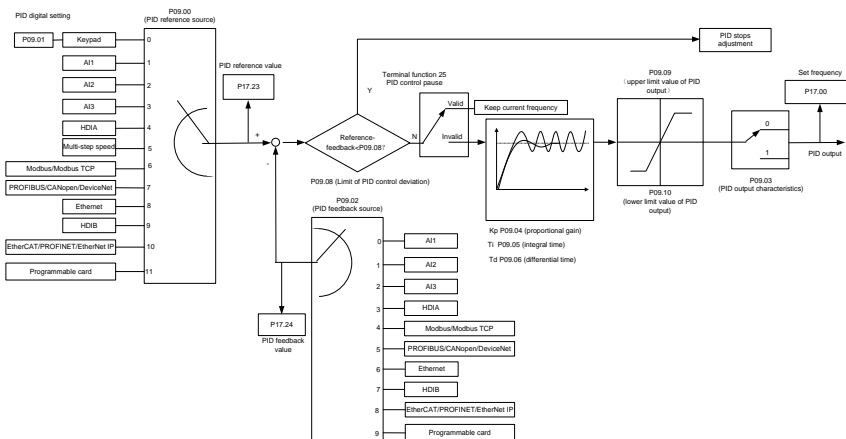 PID digital setting
P09.00
(PID reference source)
P09.01
Keypad
0
AI1
1
AI2
2
AI3
3
HDIA
4
Multi-step speed
5
Modbus/Modbus TCP
6
PROFIBUS/CANopen/DeviceNet
7
Ethernet
8
HDIB
9
EtherCAT/PROFINET/EtherNet IP
10
Programmable card
11
PID reference value
P17.23
+
-
Reference-
feedback<P09.08?
Y
N
P09.08 (Limit of PID control deviation)
Terminal function 25
PID control pause
Valid
Invalid
Keep current frequency
PID stops
adjustment
Kp P09.04 (proportional gain)
Ti P09.05 (integral time)
Td P09.06 (differential time)
P09.09
(upper limit value of PID
output)
P09.10
(lower limit value of PID
output)
0
1
P09.03
(PID output characteristics)
Set frequency
P17.00
PID output
P09.02
(PID feedback source)
P17.24
PID feedback
value
0
AI1
1
AI2
2
AI3
3
HDIA
4
Modbus/Modbus TCP
5
PROFIBUS/CANopen/DeviceNet
6
Ethernet
7
HDIB
8
EtherCAT/PROFINET/EtherNet IP
9
Programmable card